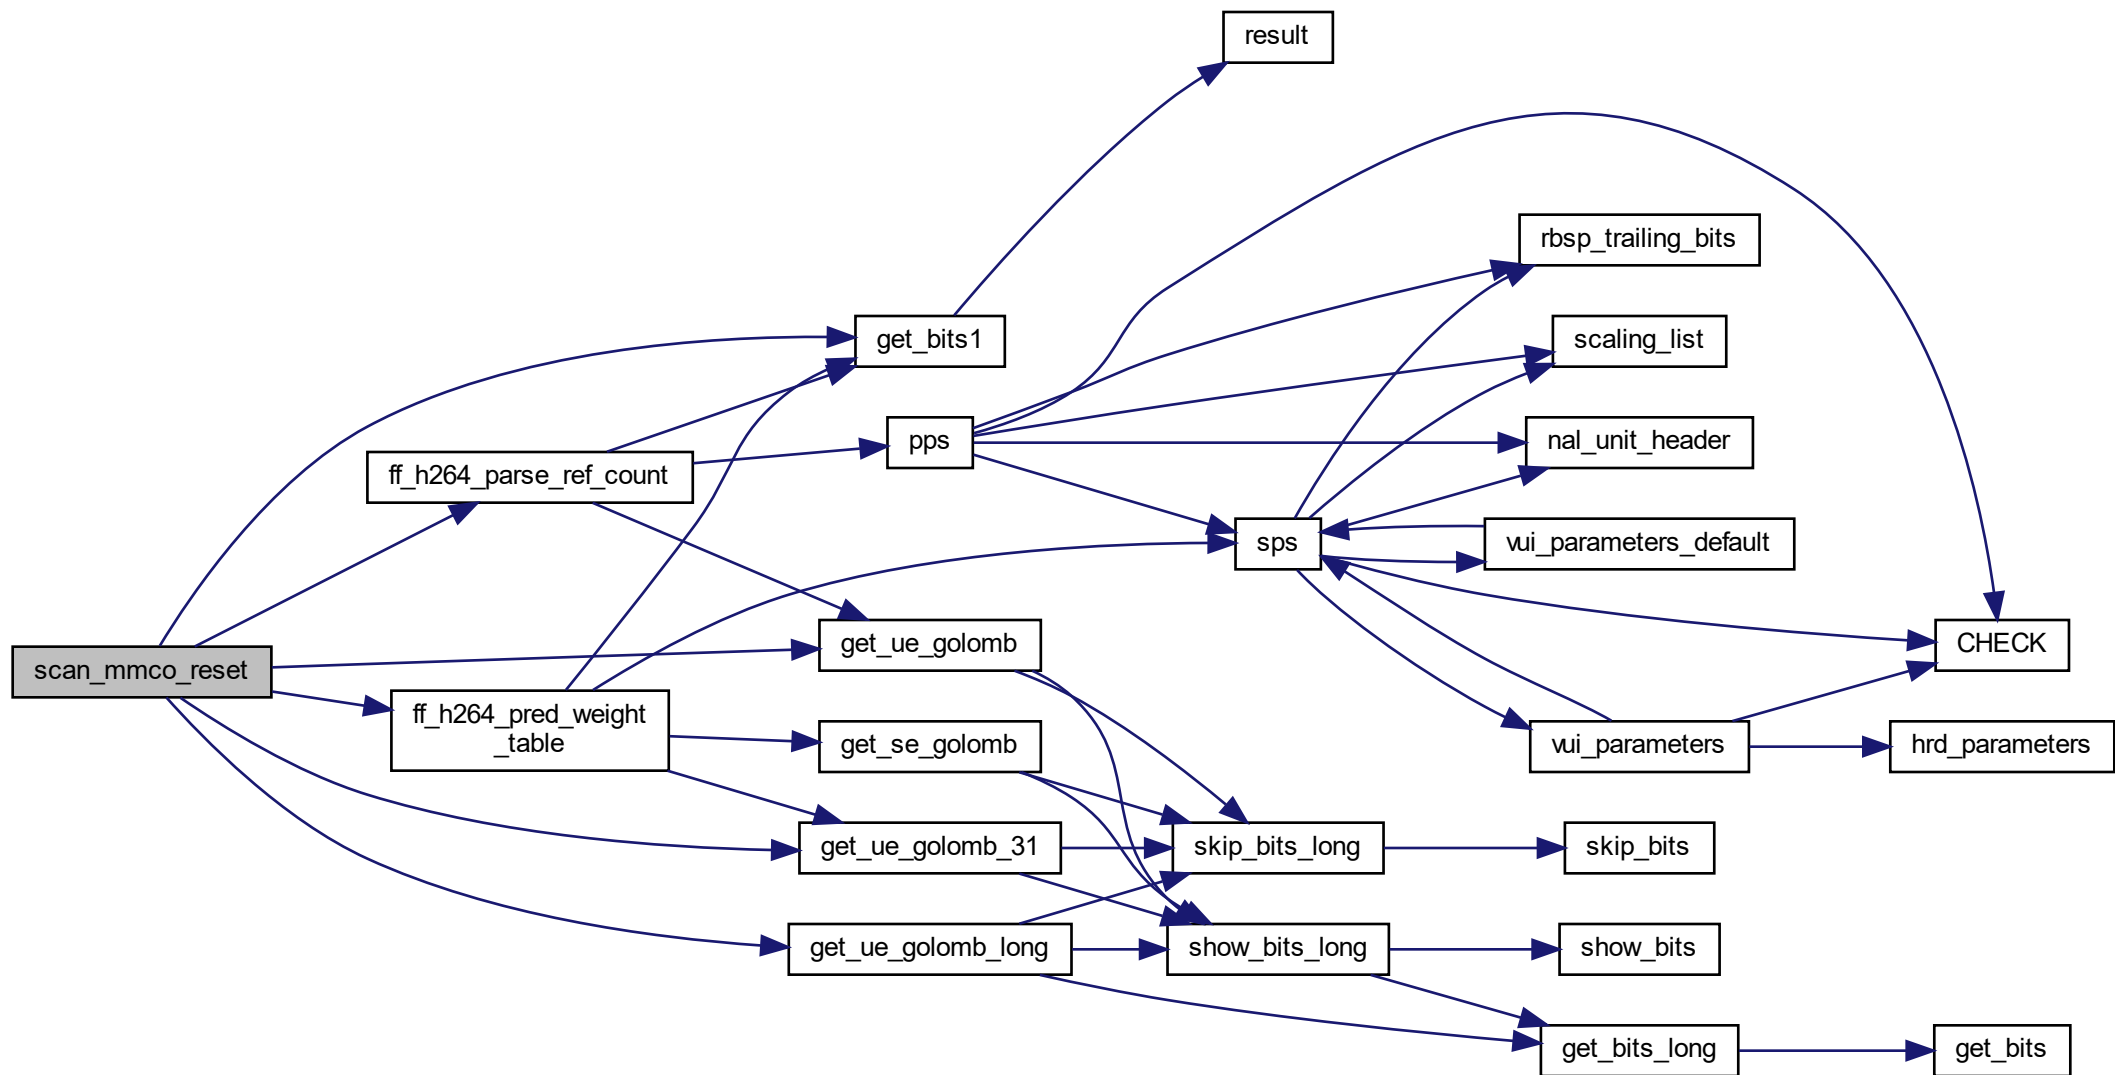 result
rbsp_trailing_bits
get_bits1
scaling_list
pps
nal_unit_header
ff_h264_parse_ref_count
sps
vui_parameters_default
get_ue_golomb
CHECK
scan_mmco_reset
ff_h264_pred_weight
_table
get_se_golomb
vui_parameters
hrd_parameters
get_ue_golomb_31
skip_bits_long
skip_bits
get_ue_golomb_long
show_bits_long
show_bits
get_bits_long
get_bits